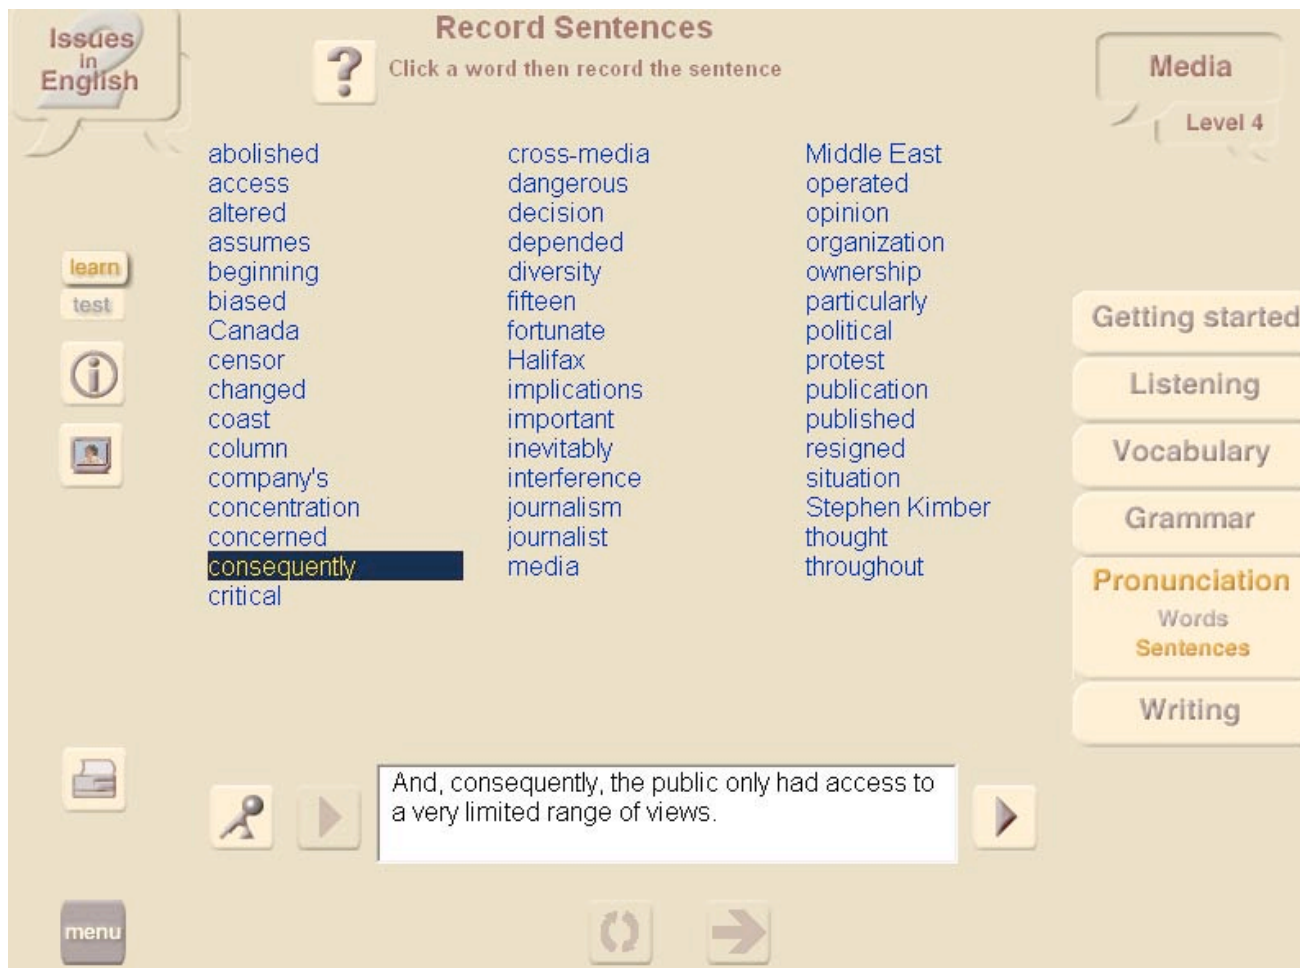 Issues
in
English
2
Record Sentences
?
Click a word then record the sentence
Media
Level 4
abolished
access
altered
assumes
beginning
biased
Canada
censor
changed
coast
column
company's
concentration
concerned
consequently
critical
cross-media
dangerous
decision
depended
diversity
fifteen
fortunate
Halifax
implications
important
inevitably
interference
journalism
journalist
media
Middle East
operated
opinion
organization
ownership
particularly
political
protest
publication
published
resigned
situation
Stephen Kimber
thought
throughout
learn
test
i
Getting started
Listening
Vocabulary
Grammar
Pronunciation
Words
Sentences
Writing
And, consequently, the public only had access to
a very limited range of views.
menu